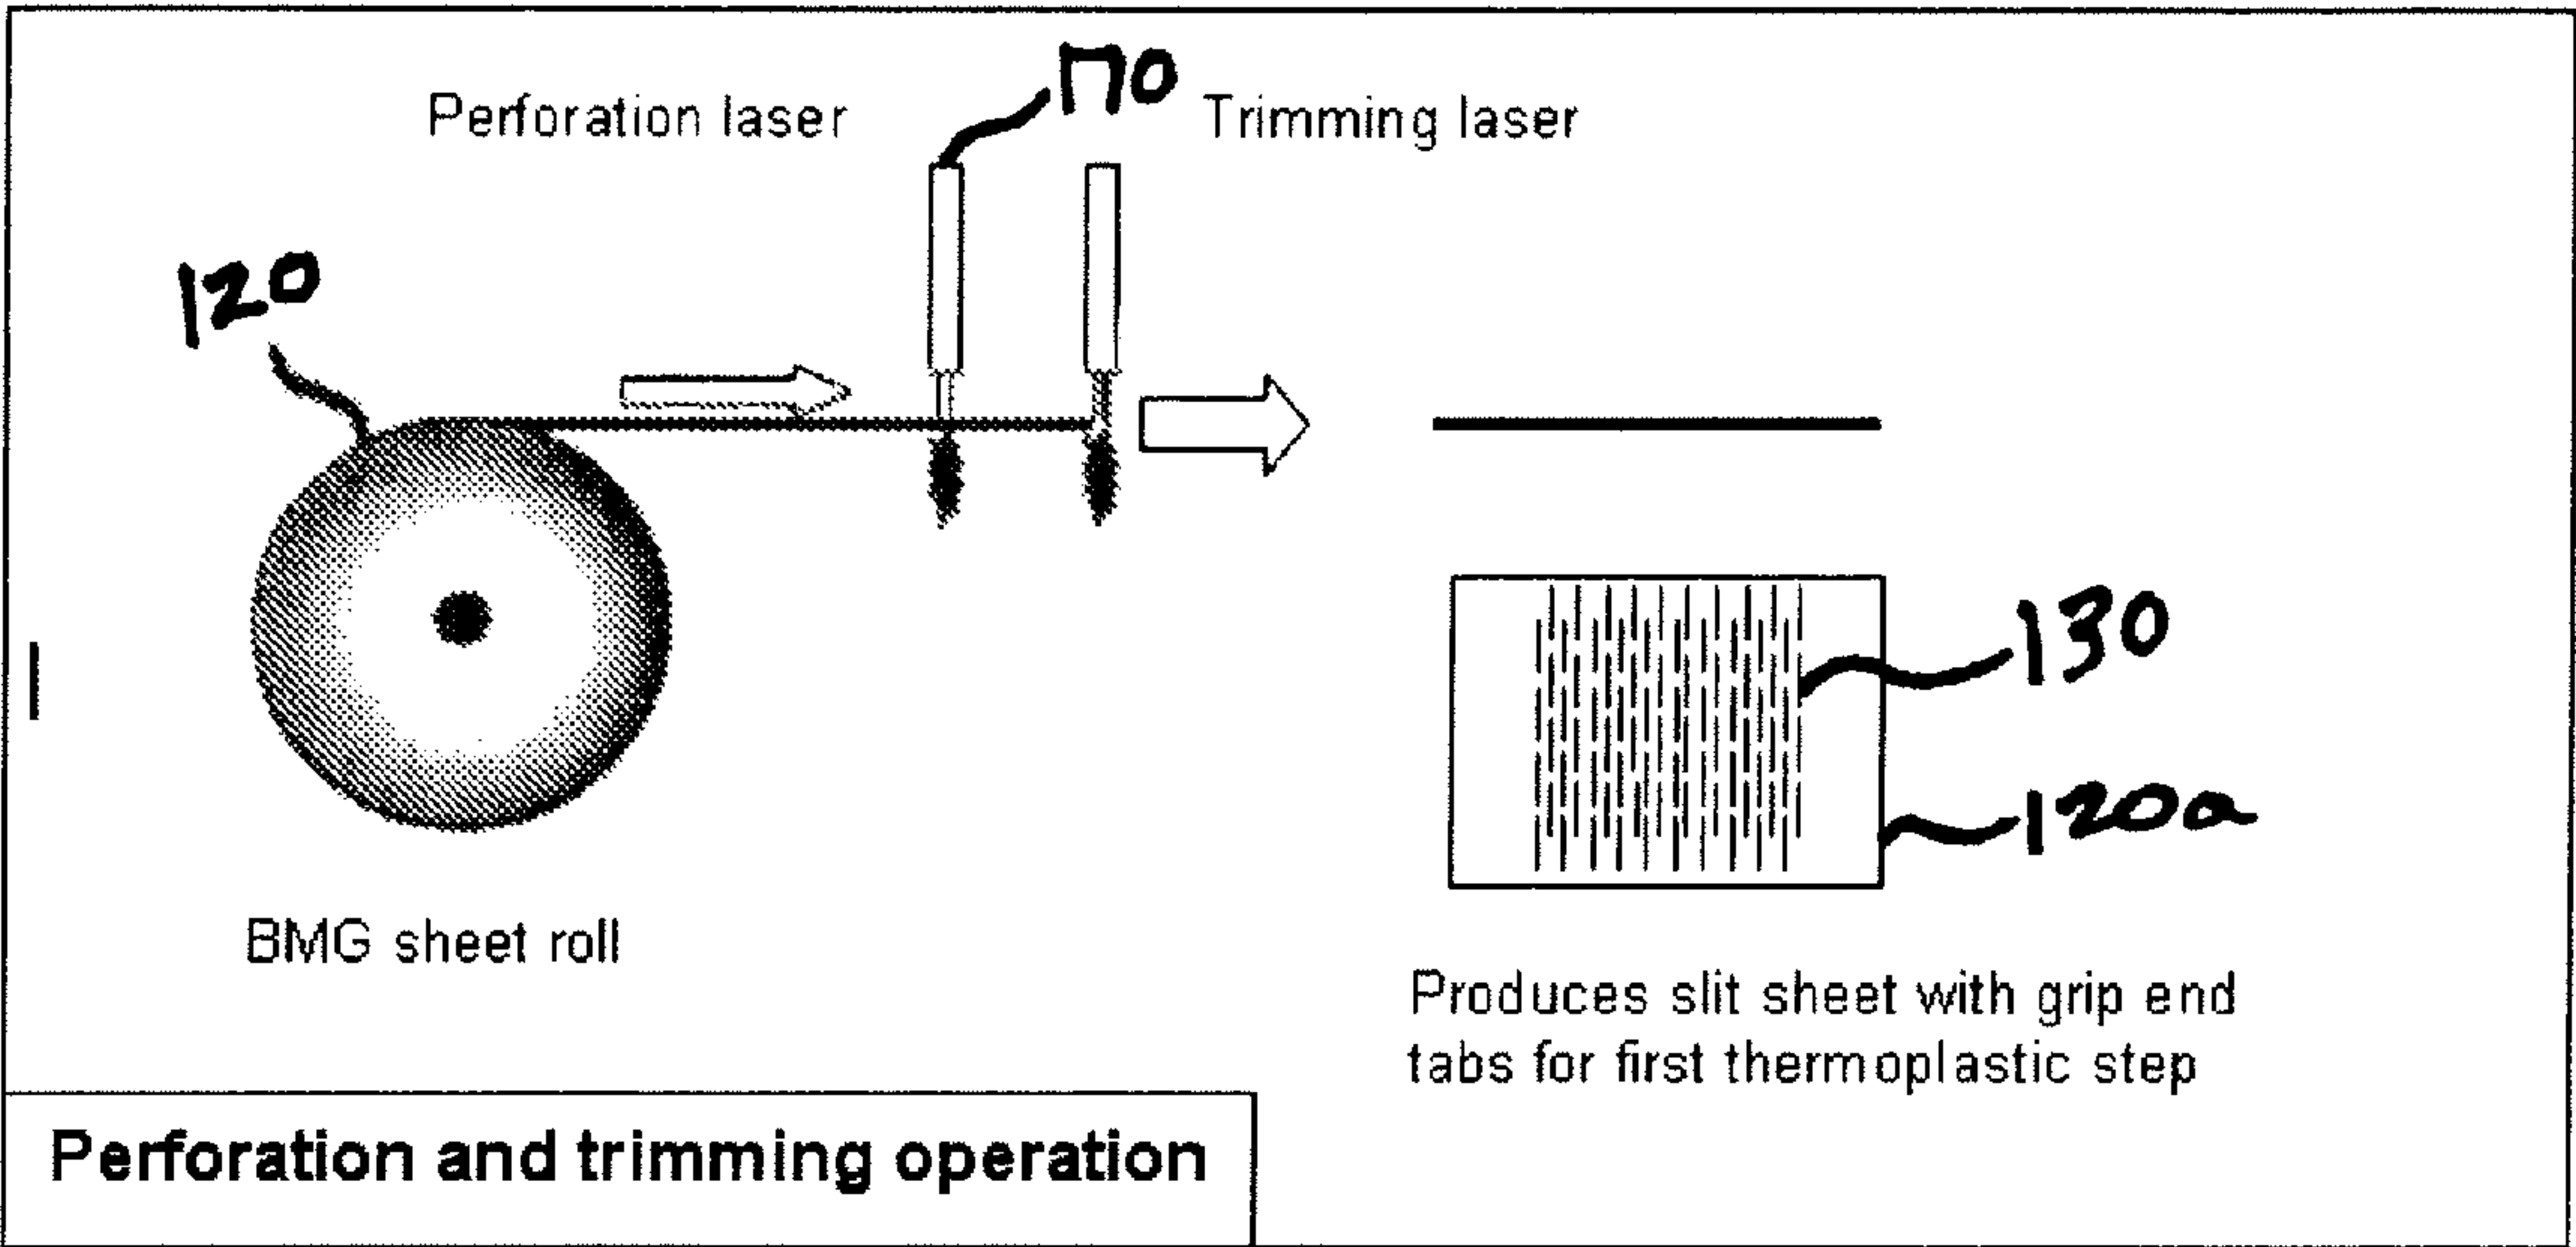 Perforation laser
170
Trimming laser
120
130
120a
BMG sheet roll
Produces slit sheet with grip end
tabs for first thermoplastic step
Perforation and trimming operation